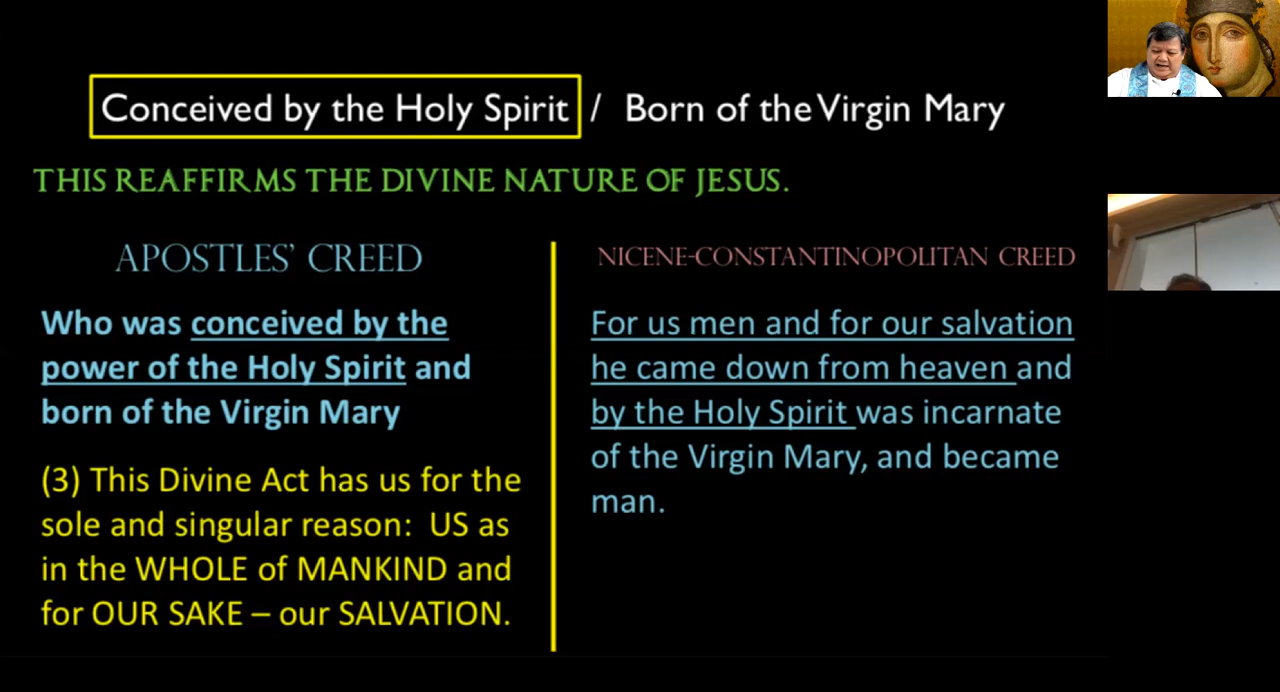 Conceived by the Holy Spirit / Born of the Virgin Mary
THIS REAFFIRMS THE DIVINE NATURE OF JESUS.
APOSTLES' CREED
Who was conceived by the
power of the Holy Spirit and
born of the Virgin Mary
(3) This Divine Act has us for the
sole and singular reason: US as
in the WHOLE of MANKIND and
for OUR SAKE – our SALVATION.
NICENE-CONSTANTINOPOLITAN CREED
For us men and for our salvation
he came down from heaven and
by the Holy Spirit was incarnate
of the Virgin Mary, and became
man.